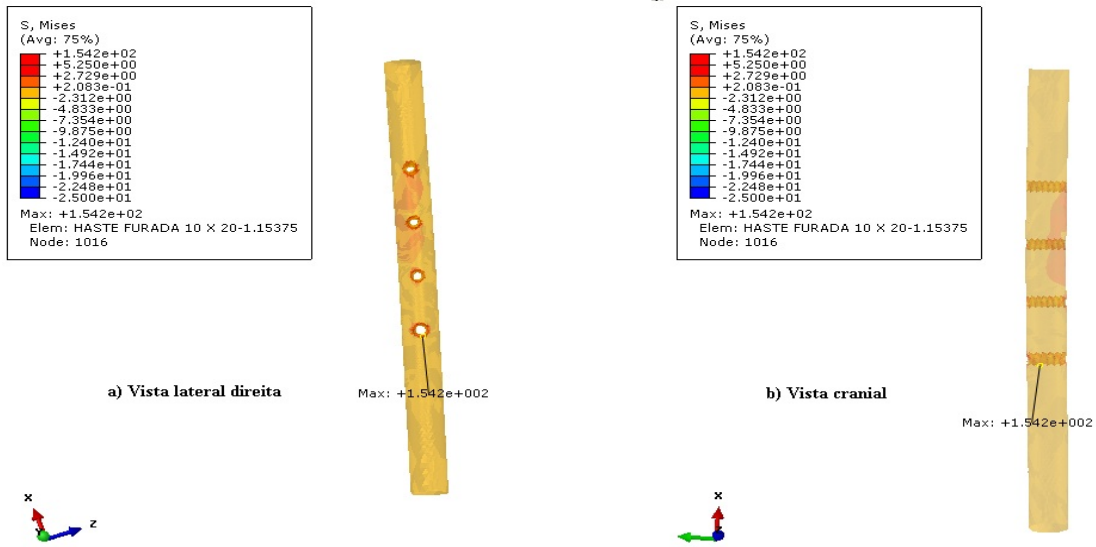 S, Mises
(Avg: 75%)
+1.542e+02
+5.250e+00
+2.729e+00
+2.083e-01
-2.312e+00
-4.833e+00
-7.354e+00
-9.875e+00
-1.240e+01
-1.492e+01
-1.744e+01
-1.996e+01
-2.248e+01
-2.500e+01
Max: +1.542e+02
Elem: HASTE FURADA 10 X 20-1.15375
Node: 1016
a) Vista lateral direita
Max: +1.542e+002
X
Y
Z
S, Mises
(Avg: 75%)
+1.542e+02
+5.250e+00
+2.729e+00
+2.083e-01
-2.312e+00
-4.833e+00
-7.354e+00
-9.875e+00
-1.240e+01
-1.492e+01
-1.744e+01
-1.996e+01
-2.248e+01
-2.500e+01
Max: +1.542e+02
Elem: HASTE FURADA 10 X 20-1.15375
Node: 1016
b) Vista cranial
Max: +1.542e+002
X